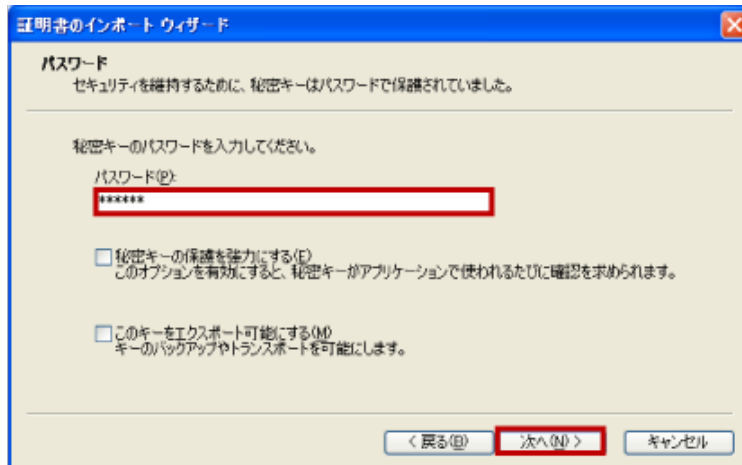 証明書のインポート ウィザード
パスワード
セキュリティを維持するために、秘密キーはパスワードで保護されていました。
秘密キーのパスワードを入力してください。
パスワード(P):
******
秘密キーの保護を強力にする(E)
このオプションを有効にすると、秘密キーがアプリケーションで使われるたびに確認を求められます。
このキーをエクスポート可能にする(M)
キーのバックアップやトランスポートを可能にします。
< 戻る(B) 次へ(N) > キャンセル